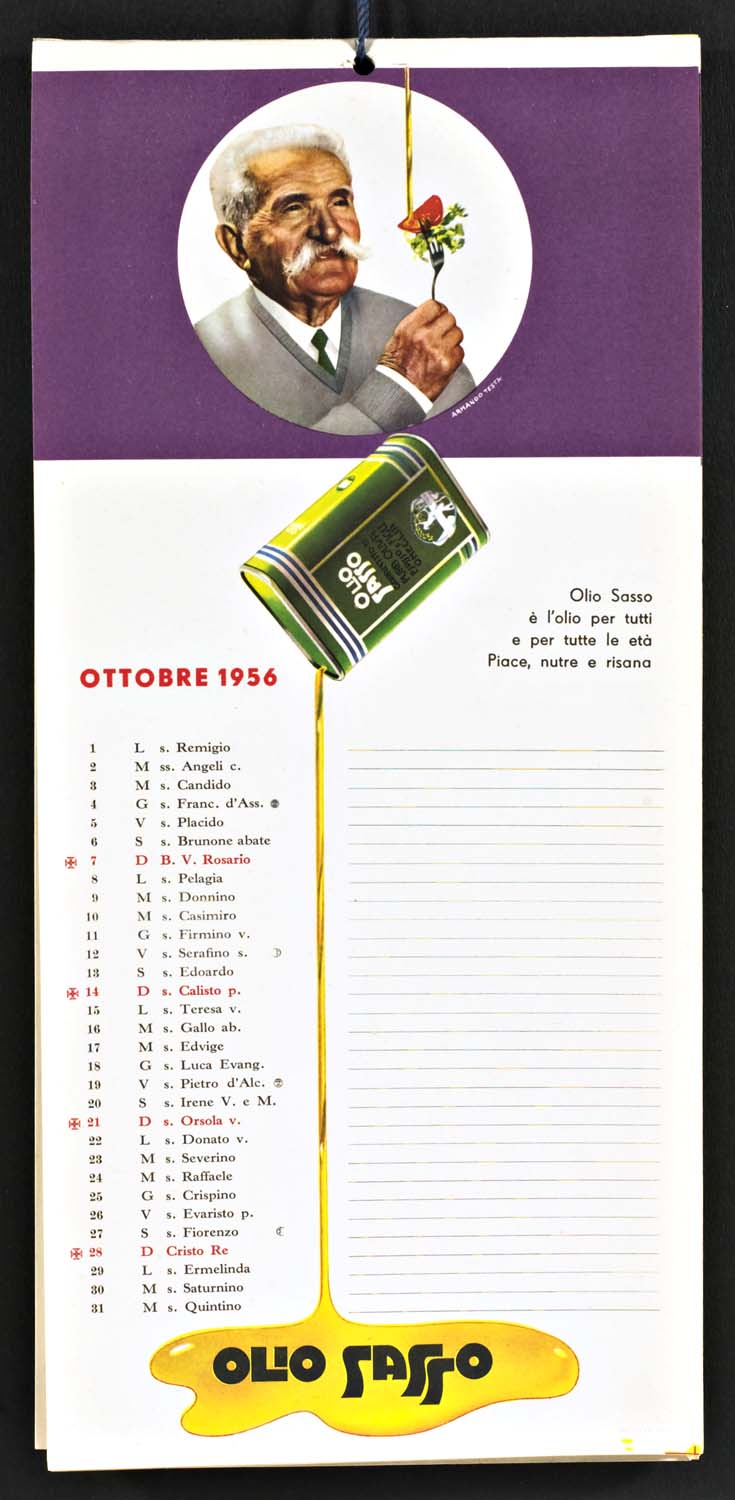 ARMANDO TESTA
OLIO
SASSO
Olio Sasso
è l'olio per tutti
e per tutte le età
Piace, nutre e risana
OTTOBRE 1956
1 L s. Remigio
2 M ss. Angeli c.
3 M s. Candido
4 G s. Franc. d'Ass.
5 V s. Placido
6 S s. Brunone abate
7 D B. V. Rosario
8 L s. Pelagia
9 M s. Donnino
10 M s. Casimiro
11 G s. Firmino v.
12 V s. Serafino s.
13 S s. Edoardo
14 D s. Calisto p.
15 L s. Teresa v.
16 M s. Gallo ab.
17 M s. Edvige
18 G s. Luca Evang.
19 V s. Pietro d'Alc.
20 S s. Irene V. e M.
21 D s. Orsola v.
22 L s. Donato v.
23 M s. Severino
24 M s. Raffaele
25 G s. Crispino
26 V s. Evaristo p.
27 S s. Fiorenzo
28 D Cristo Re
29 L s. Ermelinda
30 M s. Saturnino
31 M s. Quintino
OLIO SASSO